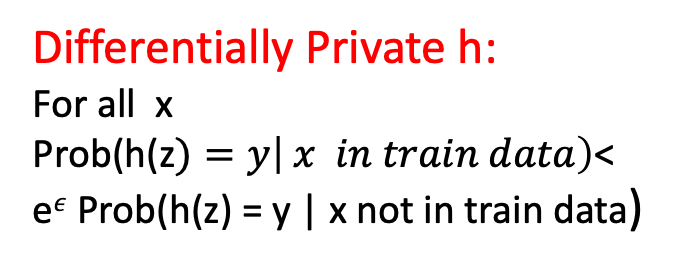 Differentially Private h:
For all x
Prob(h(z) = y| x in train data)<
e^ϵ Prob(h(z) = y | x not in train data)